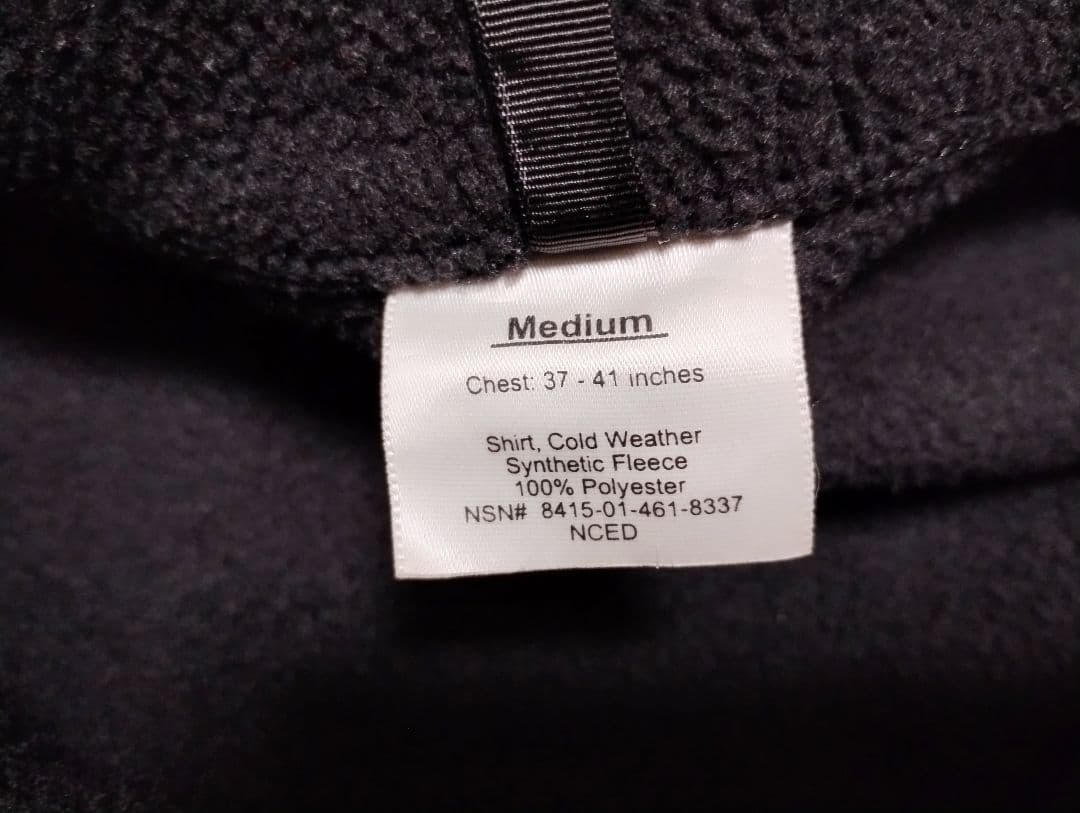 Medium
Chest: 37 - 41 inches
Shirt, Cold Weather
Synthetic Fleece
100% Polyester
NSN# 8415-01-461-8337
NCED